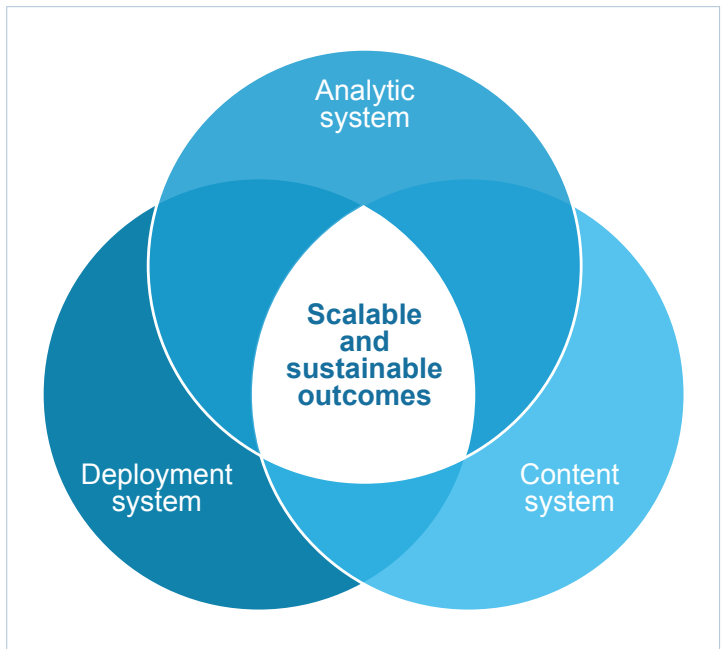 Analytic
system
Scalable
and
sustainable
outcomes
Deployment
system
Content
system